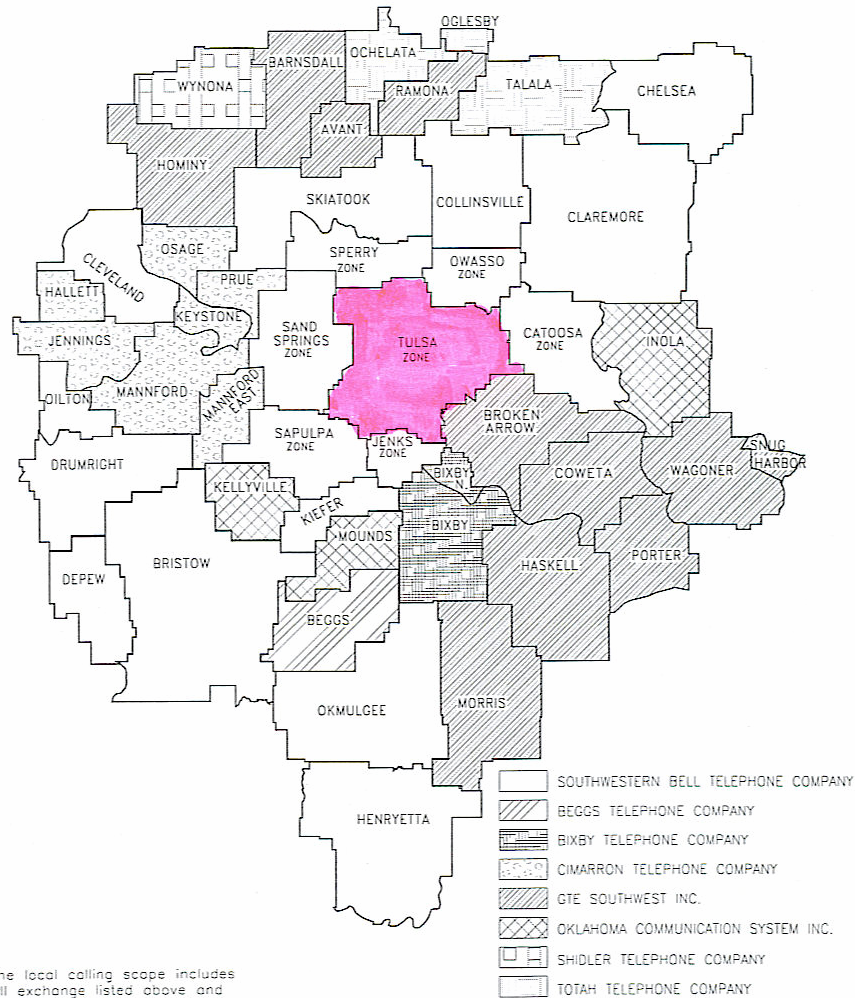 OGLESBY
OCHELATA
BARNSDALL
WYNONA
RAMONA
TALALA
CHELSEA
AVANT
HOMINY
SKIATOOK
COLLINSVILLE
CLAREMORE
OSAGE
SPERRY
ZONE
OWASSO
ZONE
CLEVELAND
PRUE
HALLETT
KEYSTONE
SAND
SPRINGS
ZONE
TULSA
ZONE
CATOOSA
ZONE
INOLA
JENNINGS
MANNFORD
MANNFORD
EAST
OILTON
BROKEN
ARROW
SAPULPA
ZONE
JENKS
ZONE
SNUG
HARBOR
DRUMRIGHT
BIXBY
N.
COWETA
WAGONER
KELLYVILLE
KIEFER
BIXBY
MOUNDS
BRISTOW
HASKELL
PORTER
DEPEW
BEGGS
OKMULGEE
MORRIS
HENRYETTA
SOUTHWESTERN BELL TELEPHONE COMPANY
BEGGS TELEPHONE COMPANY
BIXBY TELEPHONE COMPANY
CIMARRON TELEPHONE COMPANY
GTE SOUTHWEST INC.
OKLAHOMA COMMUNICATION SYSTEM INC.
SHIDLER TELEPHONE COMPANY
TOTAH TELEPHONE COMPANY
he local calling scope includes
ll exchange listed above and